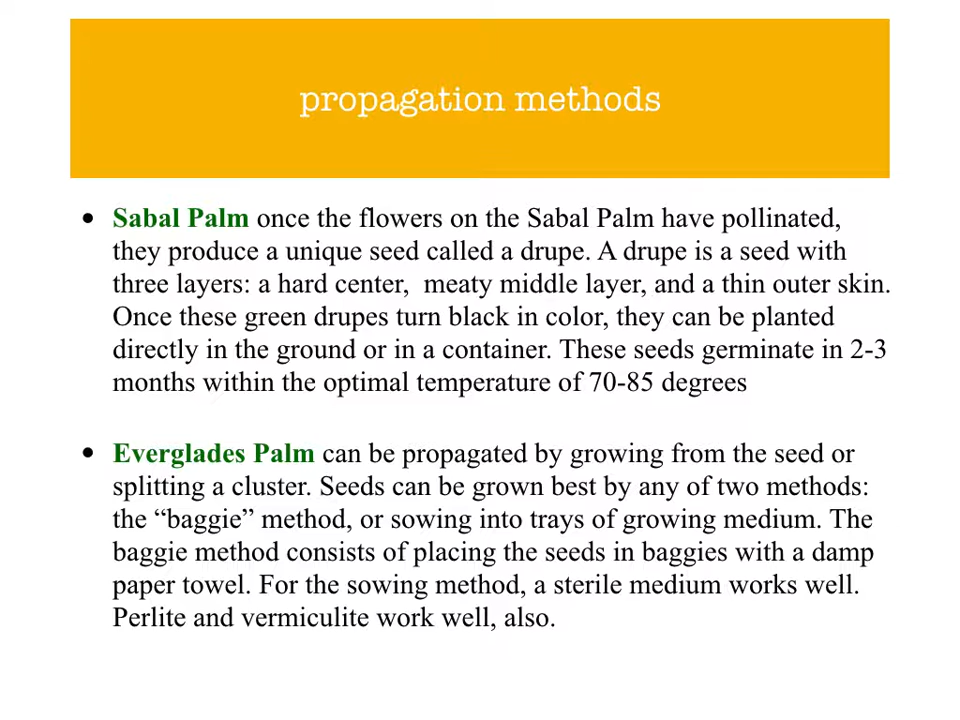 propagation methods
• Sabal Palm once the flowers on the Sabal Palm have pollinated,
they produce a unique seed called a drupe. A drupe is a seed with
three layers: a hard center,  meaty middle layer, and a thin outer skin.
Once these green drupes turn black in color, they can be planted
directly in the ground or in a container. These seeds germinate in 2-3
months within the optimal temperature of 70-85 degrees
• Everglades Palm can be propagated by growing from the seed or
splitting a cluster. Seeds can be grown best by any of two methods:
the “baggie” method, or sowing into trays of growing medium. The
baggie method consists of placing the seeds in baggies with a damp
paper towel. For the sowing method, a sterile medium works well.
Perlite and vermiculite work well, also.